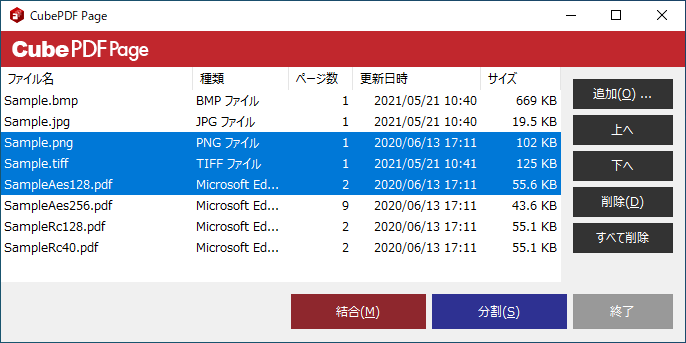 CubePDF Page
CubePDF Page
ファイル名 種類 ページ数 更新日時 サイズ
Sample.bmp BMP ファイル 1 2021/05/21 10:40 669 KB
Sample.jpg JPG ファイル 1 2021/05/21 10:40 19.5 KB
Sample.png PNG ファイル 1 2020/06/13 17:11 102 KB
Sample.tiff TIFF ファイル 1 2021/05/21 10:41 125 KB
SampleAes128.pdf Microsoft Ed... 2 2020/06/13 17:11 55.6 KB
SampleAes256.pdf Microsoft Ed... 9 2020/06/13 17:11 43.6 KB
SampleRc128.pdf Microsoft Ed... 2 2020/06/13 17:11 55.1 KB
SampleRc40.pdf Microsoft Ed... 2 2020/06/13 17:11 55.1 KB
追加(O) ...
上へ
下へ
削除(D)
すべて削除
結合(M) 分割(S) 終了